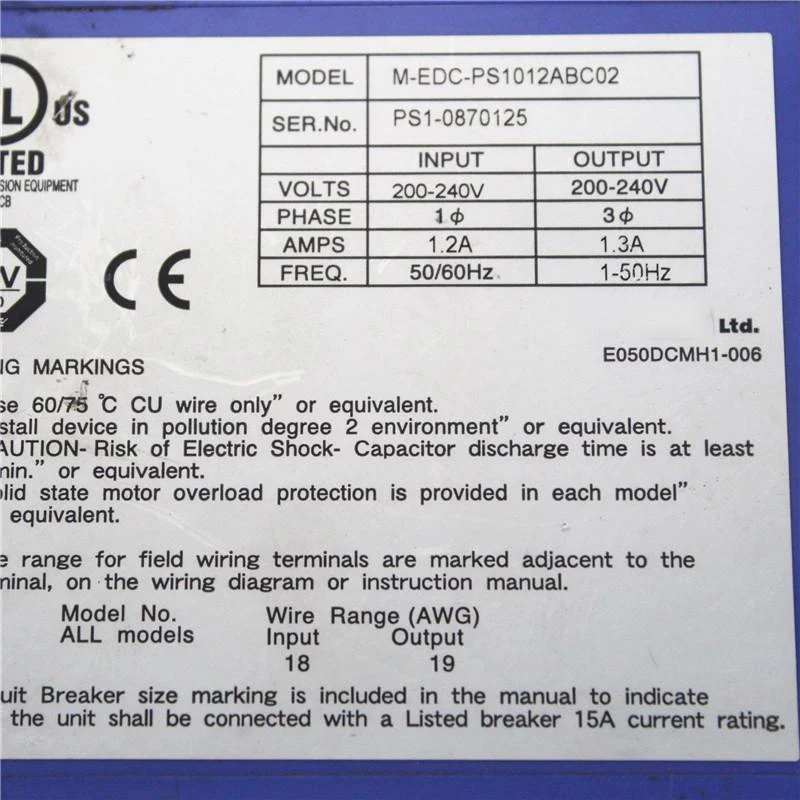 L US
TED
SION EQUIPMENT
CB
MODEL M-EDC-PS1012ABC02
SER.No. PS1-0870125
INPUT OUTPUT
VOLTS 200-240V 200-240V
PHASE 1φ 3φ
AMPS 1.2A 1.3A
FREQ. 50/60Hz 1-50Hz
V
CE
Ltd.
E050DCMH1-006
NG MARKINGS
se 60/75 °C CU wire only" or equivalent.
stall device in pollution degree 2 environment" or equivalent.
AUTION- Risk of Electric Shock- Capacitor discharge time is at least
min." or equivalent.
olid state motor overload protection is provided in each model"
equivalent.
e range for field wiring terminals are marked adjacent to the
minal, on the wiring diagram or instruction manual.
Model No. Wire Range (AWG)
ALL models Input Output
18 19
uit Breaker size marking is included in the manual to indicate
the unit shall be connected with a Listed breaker 15A current rating.